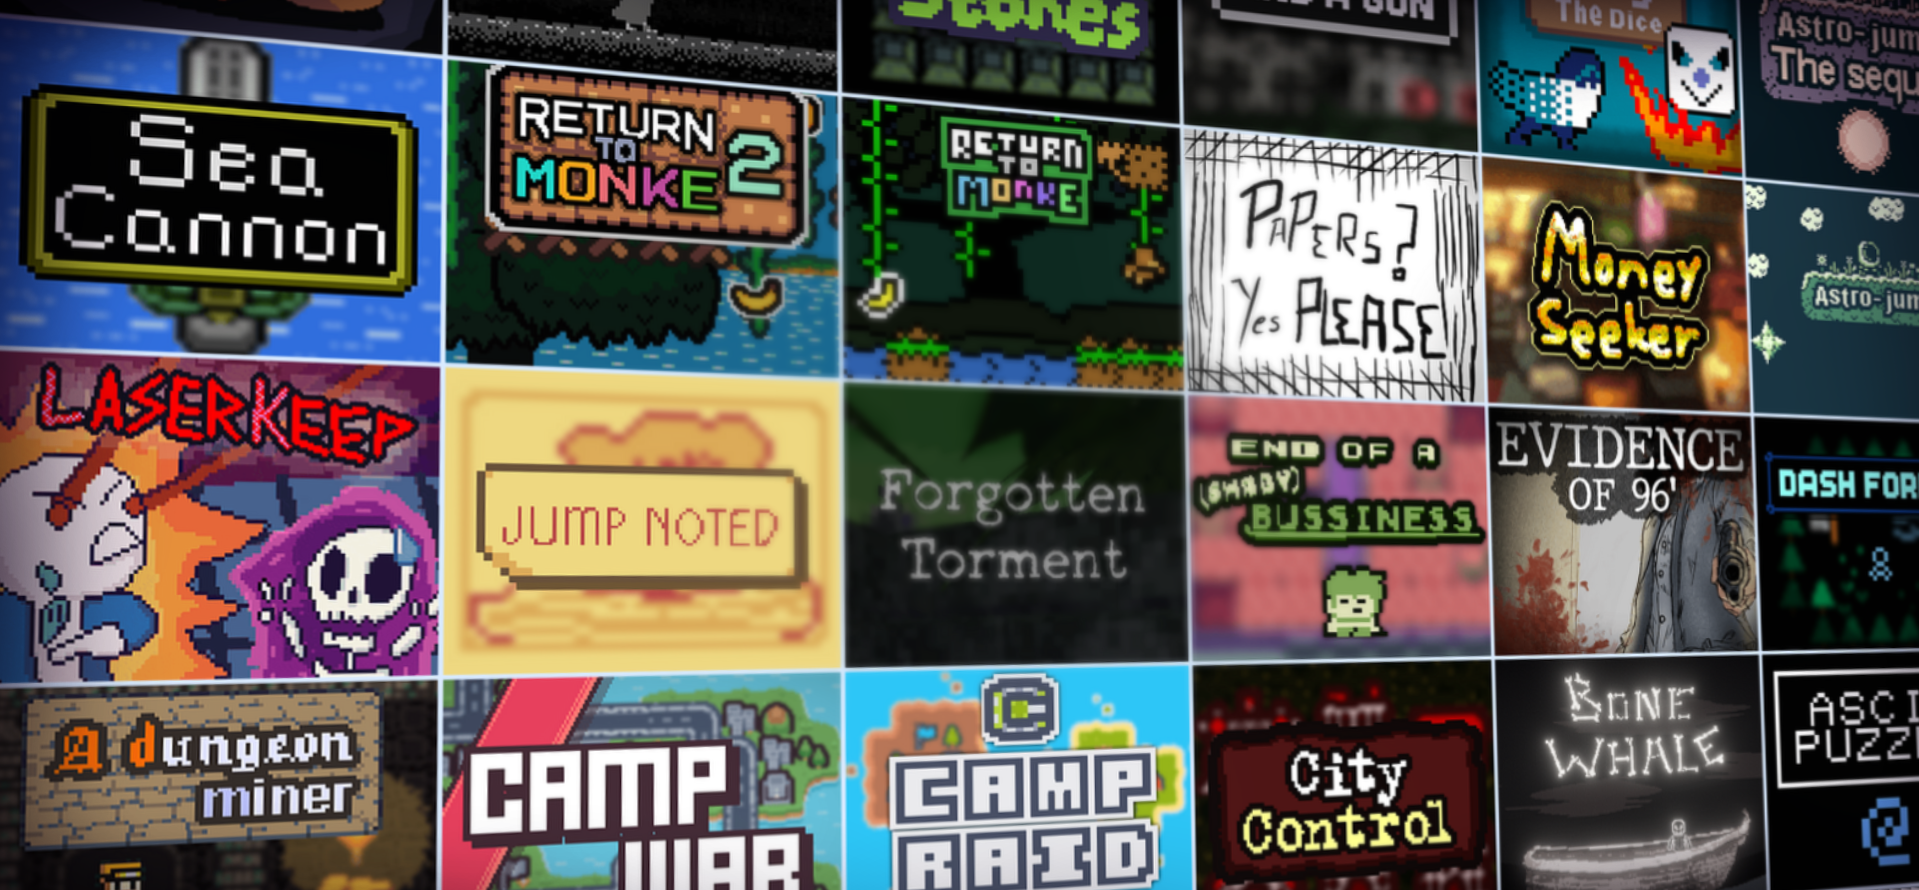 Stones
The Dice
Astro-jum
The sequ
Sea
Cannon
RETURN
TO
MONKE 2
RETURN
TO
MONKE
PAPERS?
Yes PLEASE
Money
Seeker
Astro-jum
LASERKEEP
JUMP NOTED
Forgotten
Torment
END OF A
(SHADY)
BUSSINESS
EVIDENCE
OF 96'
DASH FOR
A dungeon
miner
CAMP
WAR
CAMP
RAID
City
Control
BONE
WHALE
ASCI
PUZZ